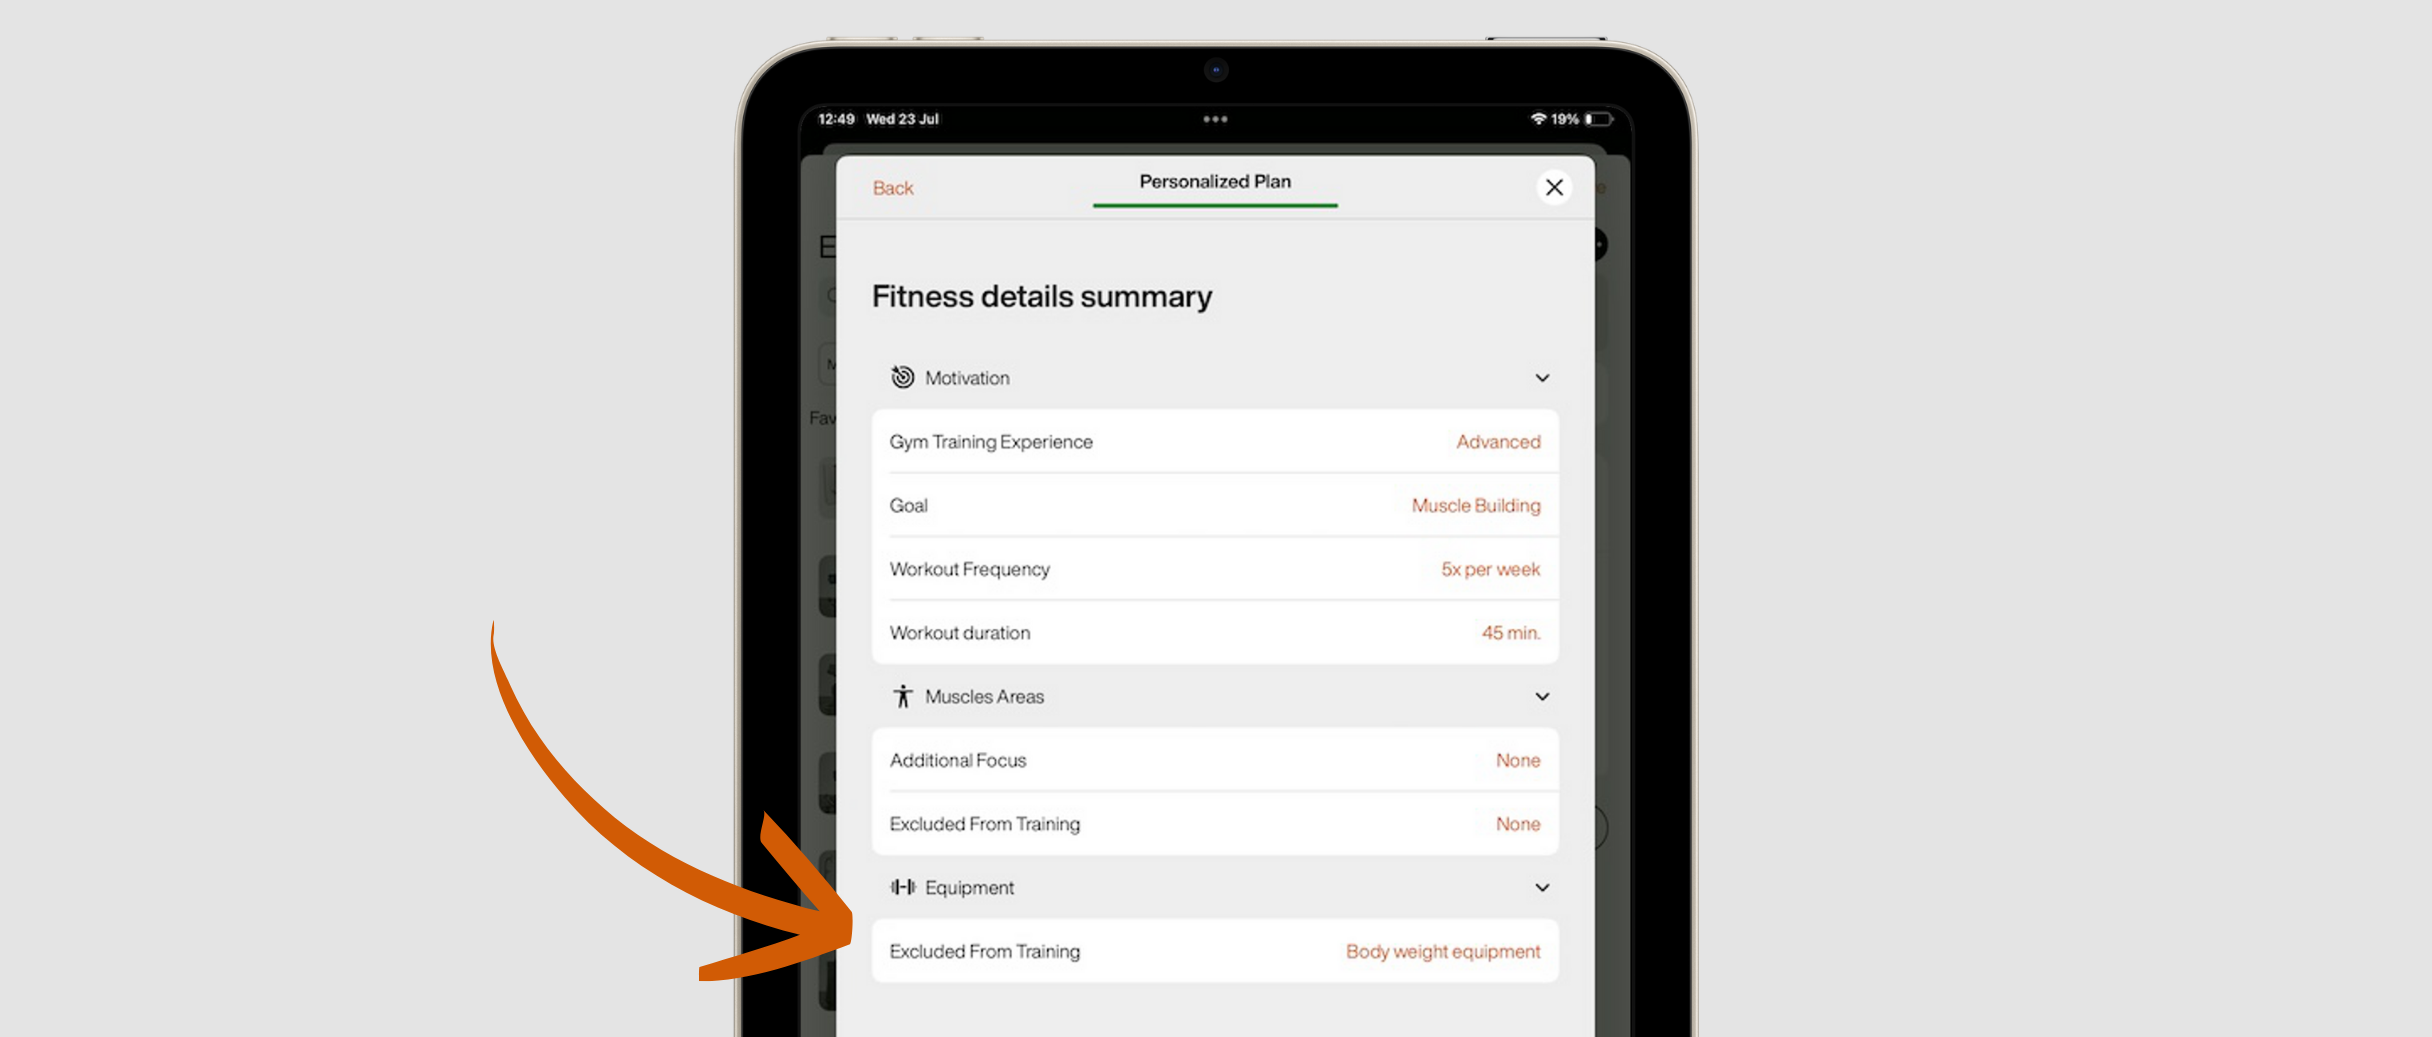 12:49 Wed 23 Jul 19%
Back Personalized Plan
Fitness details summary
Motivation
Gym Training Experience Advanced
Goal Muscle Building
Workout Frequency 5x per week
Workout duration 45 min.
Muscles Areas
Additional Focus None
Excluded From Training None
Equipment
Excluded From Training Body weight equipment
Fav